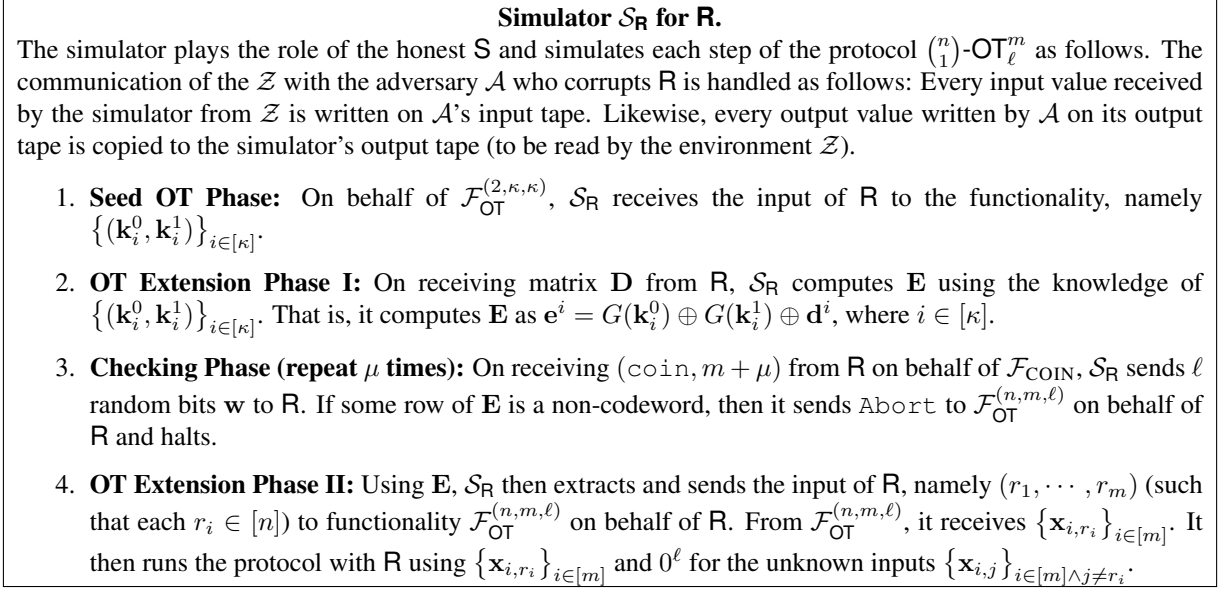 Simulator S_R for R.
The simulator plays the role of the honest S and simulates each step of the protocol (n 1)-OT^m_ℓ as follows. The
communication of the Z with the adversary A who corrupts R is handled as follows: Every input value received
by the simulator from Z is written on A's input tape. Likewise, every output value written by A on its output
tape is copied to the simulator's output tape (to be read by the environment Z).
1. Seed OT Phase: On behalf of F_OT^(2,κ,κ), S_R receives the input of R to the functionality, namely
{(k_i^0, k_i^1)}_{i∈[κ]}.
2. OT Extension Phase I: On receiving matrix D from R, S_R computes E using the knowledge of
{(k_i^0, k_i^1)}_{i∈[κ]}. That is, it computes E as e^i = G(k_i^0) ⊕ G(k_i^1) ⊕ d^i, where i ∈ [κ].
3. Checking Phase (repeat μ times): On receiving (coin, m + μ) from R on behalf of F_COIN, S_R sends ℓ
random bits w to R. If some row of E is a non-codeword, then it sends Abort to F_OT^(n,m,ℓ) on behalf of
R and halts.
4. OT Extension Phase II: Using E, S_R then extracts and sends the input of R, namely (r_1, ⋯ , r_m) (such
that each r_i ∈ [n]) to functionality F_OT^(n,m,ℓ) on behalf of R. From F_OT^(n,m,ℓ), it receives {x_{i,r_i}}_{i∈[m]}. It
then runs the protocol with R using {x_{i,r_i}}_{i∈[m]} and 0^ℓ for the unknown inputs {x_{i,j}}_{i∈[m]∧j≠r_i}.